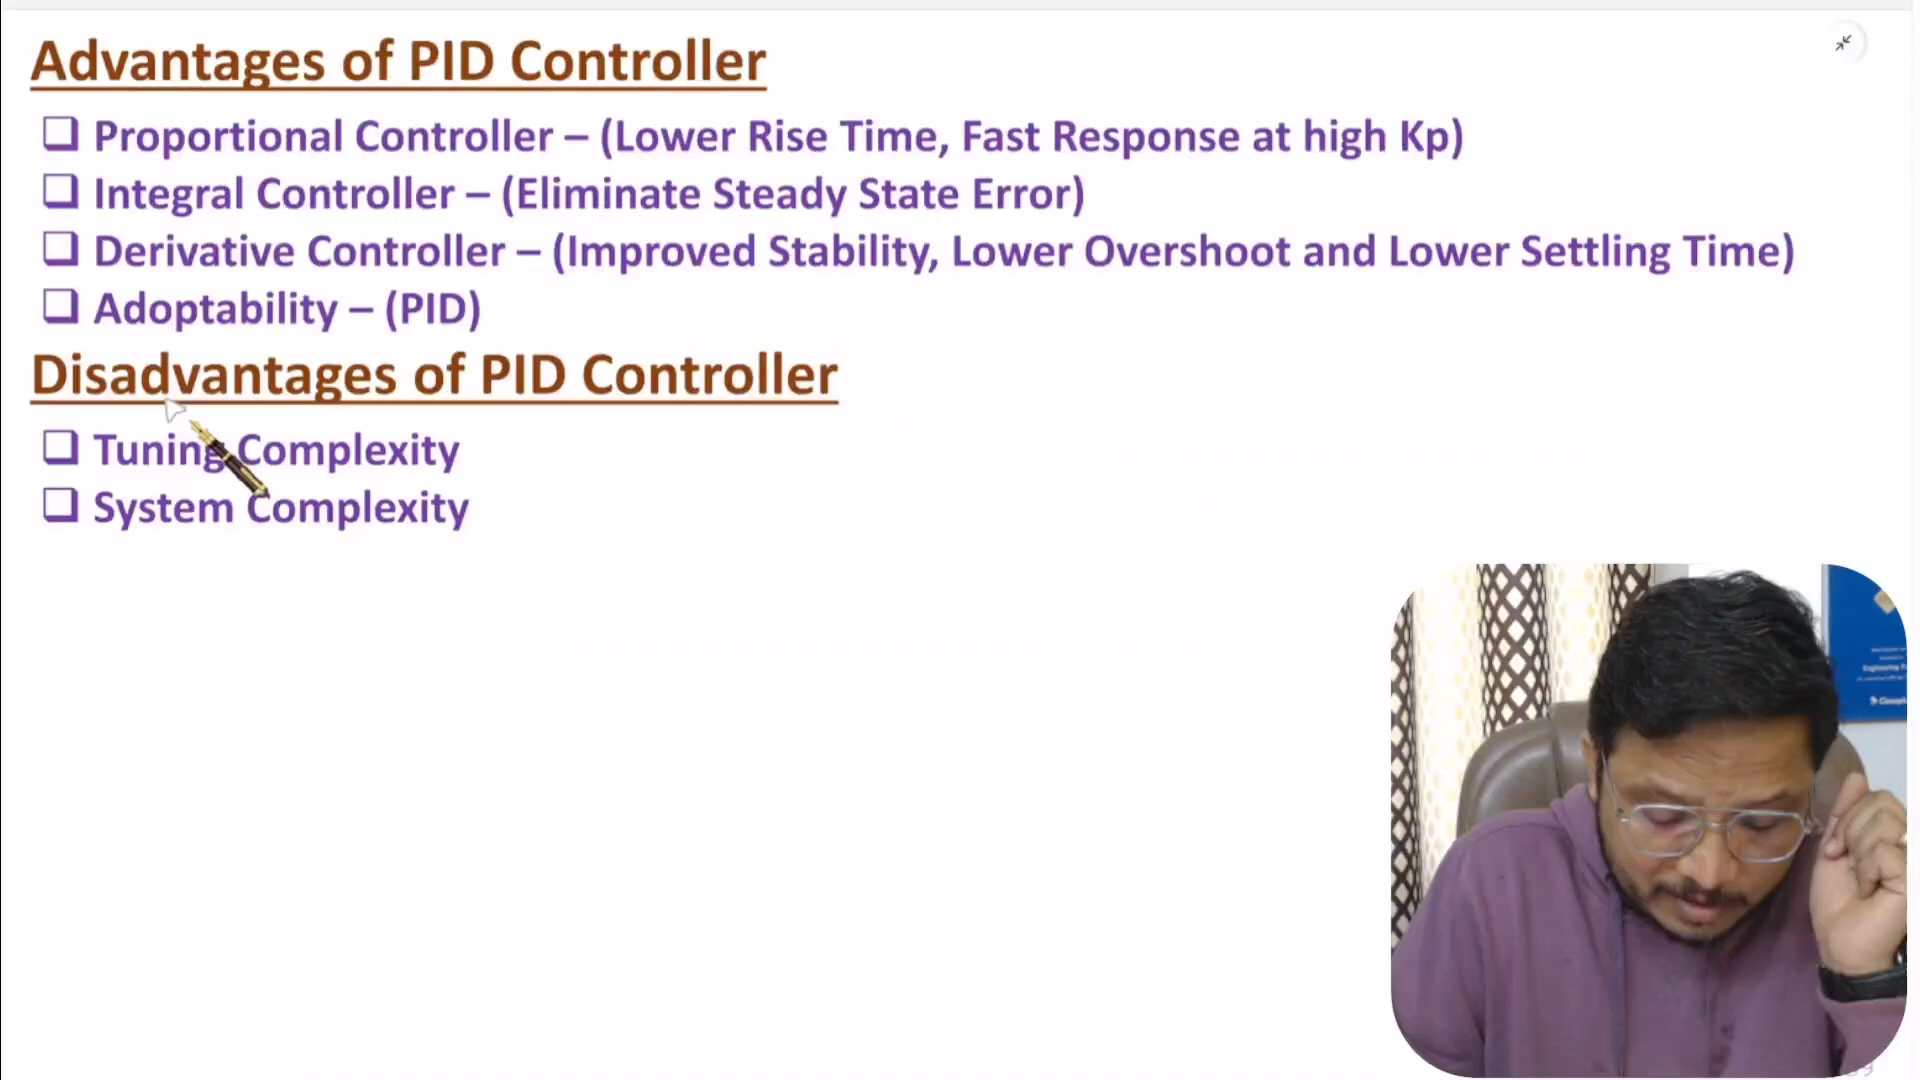 Advantages of PID Controller
❑ Proportional Controller – (Lower Rise Time, Fast Response at high Kp)
❑ Integral Controller – (Eliminate Steady State Error)
❑ Derivative Controller – (Improved Stability, Lower Overshoot and Lower Settling Time)
❑ Adoptability – (PID)
Disadvantages of PID Controller
❑ Tuning Complexity
❑ System Complexity